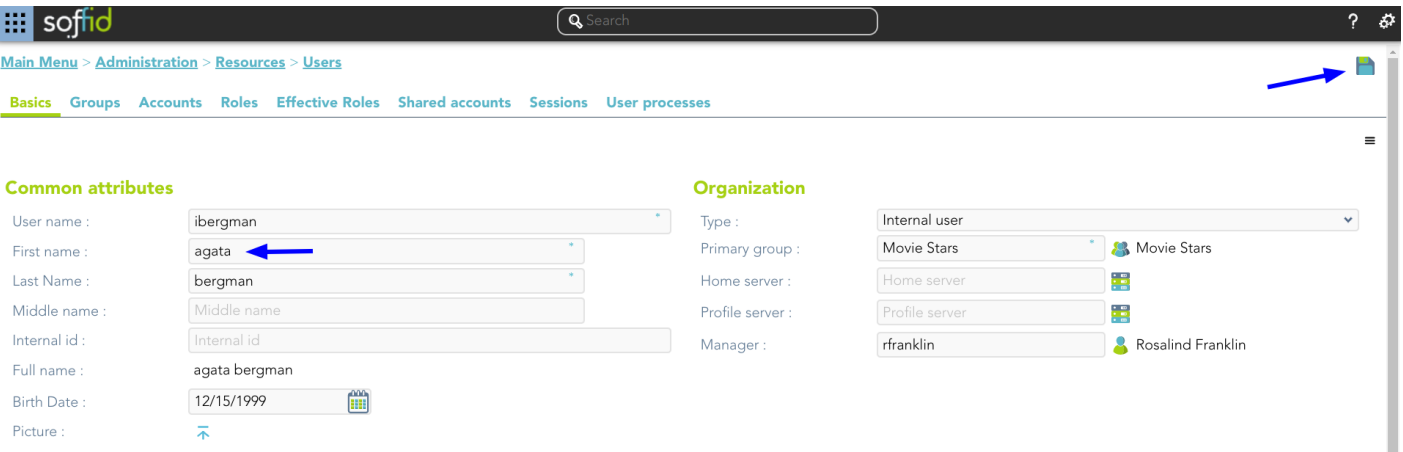 soffid Search ?
Main Menu > Administration > Resources > Users
Basics Groups Accounts Roles Effective Roles Shared accounts Sessions User processes
Common attributes
User name : ibergman *
First name : agata *
Last Name : bergman *
Middle name : Middle name
Internal id : Internal id
Full name : agata bergman
Birth Date : 12/15/1999
Picture :
Organization
Type : Internal user
Primary group : Movie Stars * Movie Stars
Home server : Home server
Profile server : Profile server
Manager : rfranklin Rosalind Franklin